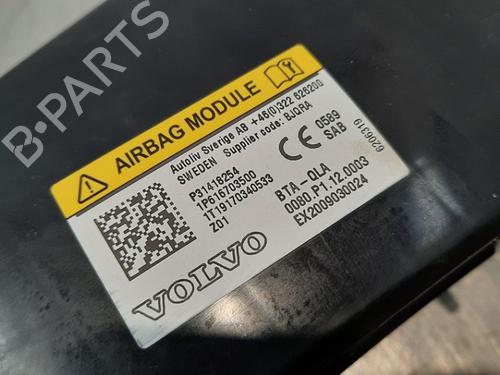 AIRBAG MODULE
Autoliv Sverige AB +46(0)322 626200
SWEDEN Supplier code: BJQRA
P31418254
1P616703500
1T19170340533
Z01
CE 0589
SAB
BTA-QLA
0080.P1.12.0003
EX2009030024
VOLVO
6206319
B-PARTS